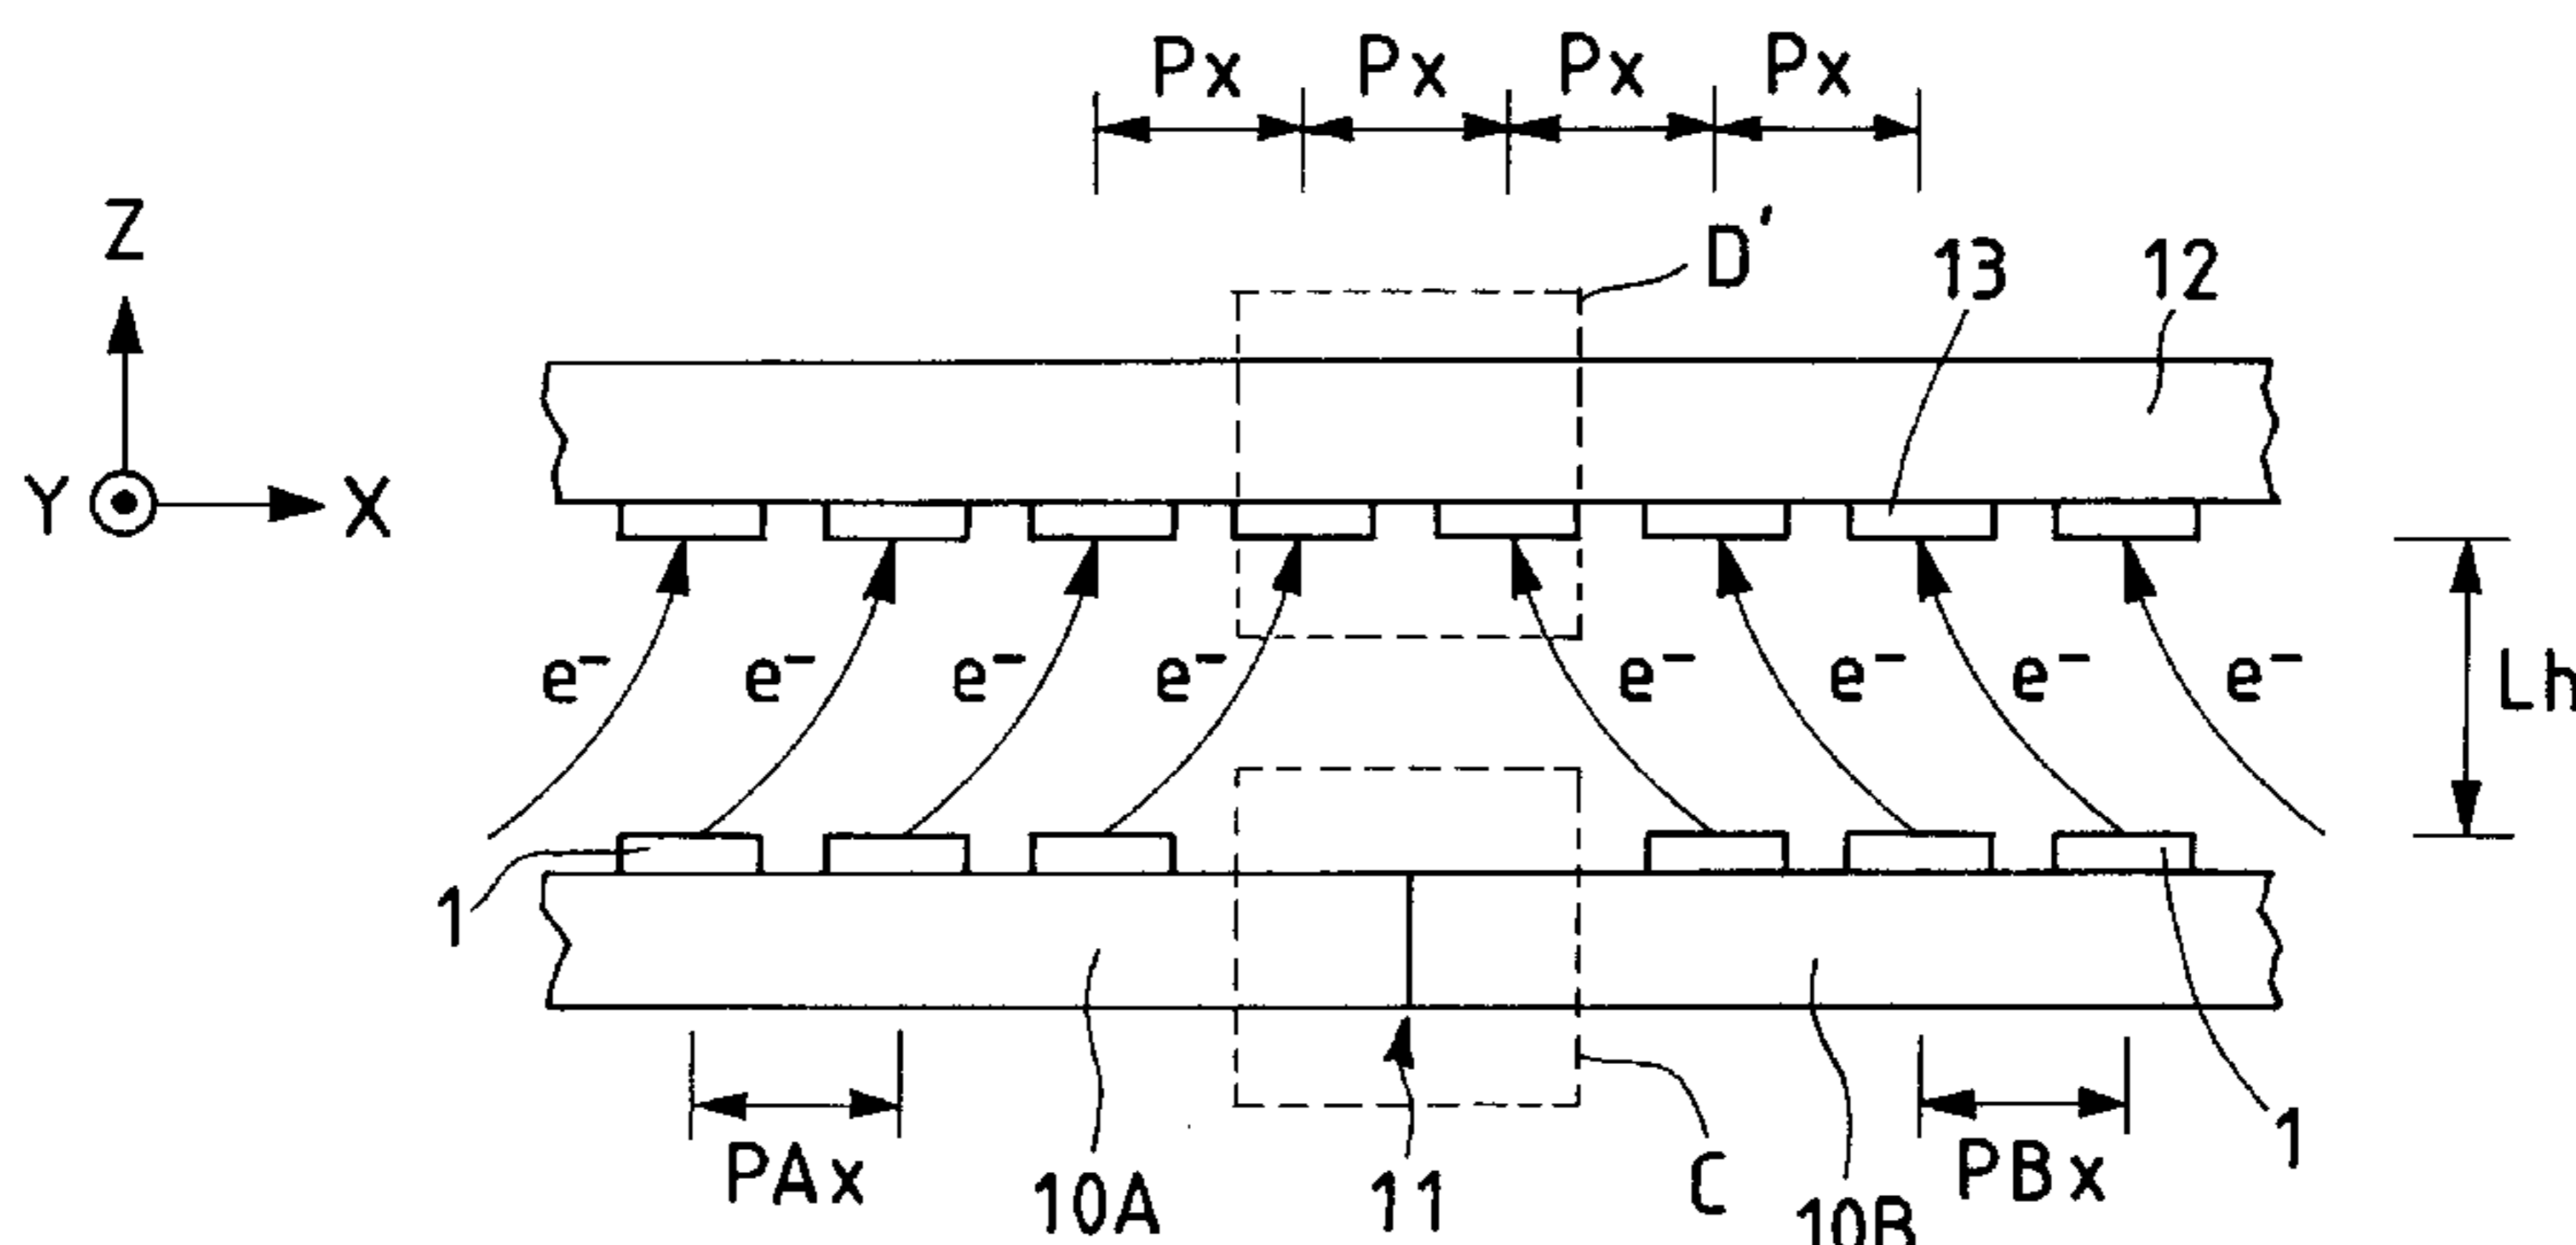 Px Px Px Px
Z
D'
13
12
Y
X
e⁻ e⁻ e⁻ e⁻ e⁻ e⁻ e⁻ e⁻
Lh
1
1
PAx
10A
11
C
10B
PBx